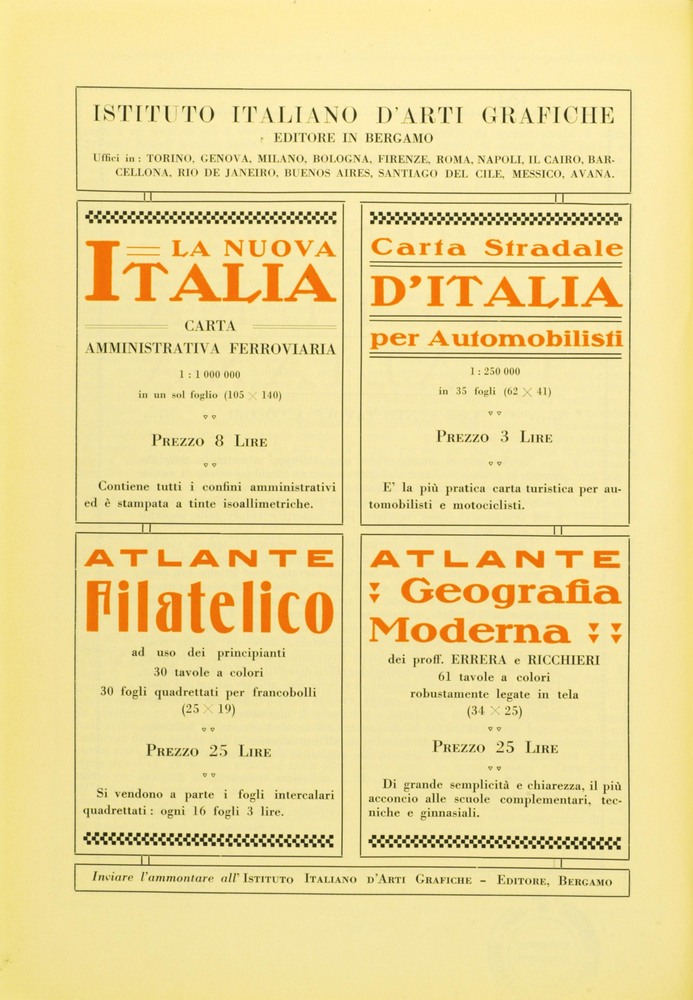 ISTITUTO ITALIANO D'ARTI GRAFICHE
EDITORE IN BERGAMO
Uffici in: TORINO, GENOVA, MILANO, BOLOGNA, FIRENZE, ROMA, NAPOLI, IL CAIRO, BAR-
CELLONA, RIO DE JANEIRO, BUENOS AIRES, SANTIAGO DEL CILE, MESSICO, AVANA.
LA NUOVA
ITALIA
CARTA
AMMINISTRATIVA FERROVIARIA
1 : 1 000 000
in un sol foglio (105 × 140)
PREZZO 8 LIRE
Contiene tutti i confini amministrativi
ed è stampata a tinte isoallimetriche.
Carta Stradale
D'ITALIA
per Automobilisti
1 : 250 000
in 35 fogli (62 × 41)
PREZZO 3 LIRE
E' la più pratica carta turistica per au-
tomobilisti e motociclisti.
ATLANTE
Filatelico
ad uso dei principianti
30 tavole a colori
30 fogli quadrettati per francobolli
(25 × 19)
PREZZO 25 LIRE
Si vendono a parte i fogli intercalari
quadrettati : ogni 16 fogli 3 lire.
ATLANTE
Geografia
Moderna
dei proff. ERRERA e RICCHIERI
61 tavole a colori
robustamente legate in tela
(34 × 25)
PREZZO 25 LIRE
Di grande semplicità e chiarezza, il più
acconcio alle scuole complementari, tec-
niche e ginnasiali.
Inviare l'ammontare all' ISTITUTO ITALIANO D'ARTI GRAFICHE – EDITORE, BERGAMO